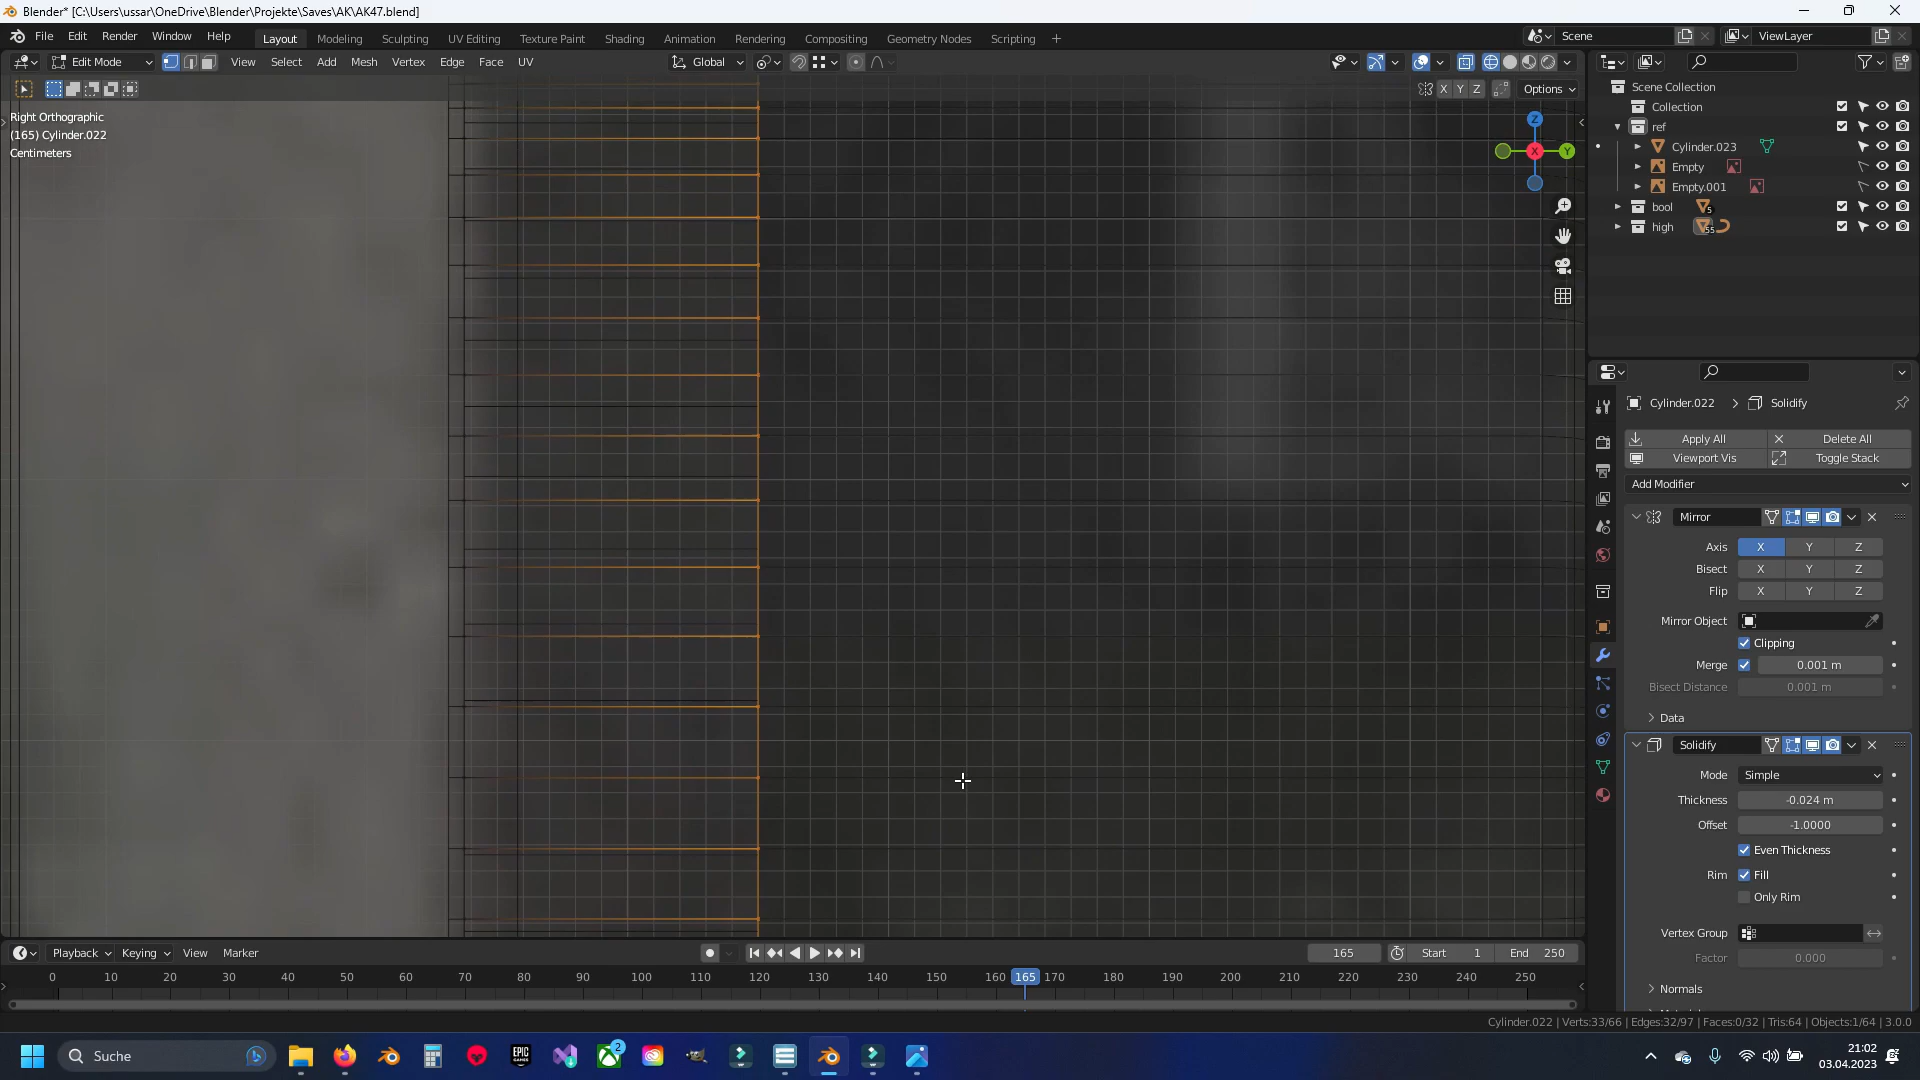 Blender* [C:\Users\ussar\OneDrive\Blender\Projekte\Saves\AK\AK47.blend]
File Edit Render Window Help Layout Modeling Sculpting UV Editing Texture Paint Shading Animation Rendering Compositing Geometry Nodes Scripting + Scene ViewLayer
Edit Mode View Select Add Mesh Vertex Edge Face UV Global
X Y Z Options
Right Orthographic
(165) Cylinder.022
Centimeters
Z
X Y
Scene Collection
Collection
ref
Cylinder.023
Empty
Empty.001
bool 5
high 55
Cylinder.022 > Solidify
Apply All Delete All
Viewport Vis Toggle Stack
Add Modifier
Mirror
Axis X Y Z
Bisect X Y Z
Flip X Y Z
Mirror Object
Clipping
Merge 0.001 m
Bisect Distance 0.001 m
Data
Solidify
Mode Simple
Thickness -0.024 m
Offset -1.0000
Even Thickness
Rim Fill
Only Rim
Vertex Group
Factor 0.000
Normals
Playback Keying View Marker 165 Start 1 End 250
0 10 20 30 40 50 60 70 80 90 100 110 120 130 140 150 160 165 170 180 190 200 210 220 230 240 250
Cylinder.022 | Verts:33/66 | Edges:32/97 | Faces:0/32 | Tris:64 | Objects:1/64 | 3.0.0
Suche EPIC GAMES 2
21:02
03.04.2023